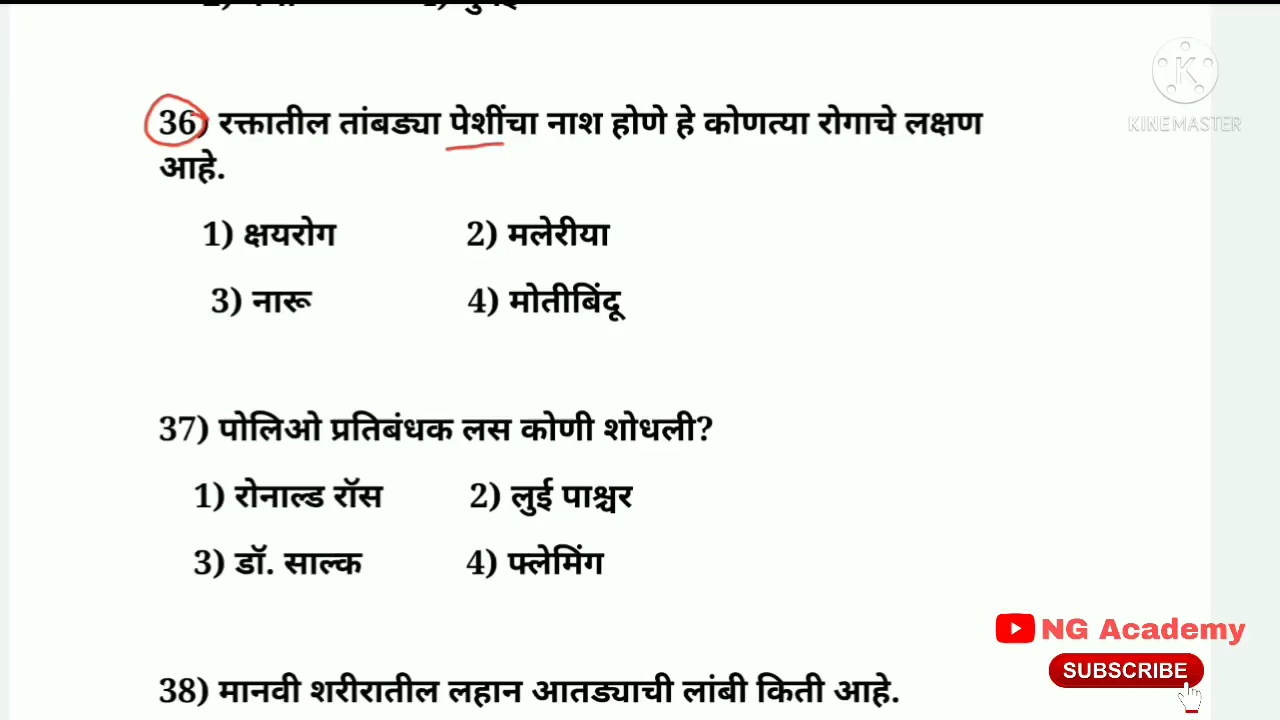 36) रक्तातील तांबड्या पेशींचा नाश होणे हे कोणत्या रोगाचे लक्षण
आहे.
1) क्षयरोग 2) मलेरीया
3) नारू 4) मोतीबिंदू
37) पोलिओ प्रतिबंधक लस कोणी शोधली?
1) रोनाल्ड रॉस 2) लुई पाश्चर
3) डॉ. साल्क 4) फ्लेमिंग
38) मानवी शरीरातील लहान आतड्याची लांबी किती आहे.
K
KINEMASTER
NG Academy
SUBSCRIBE